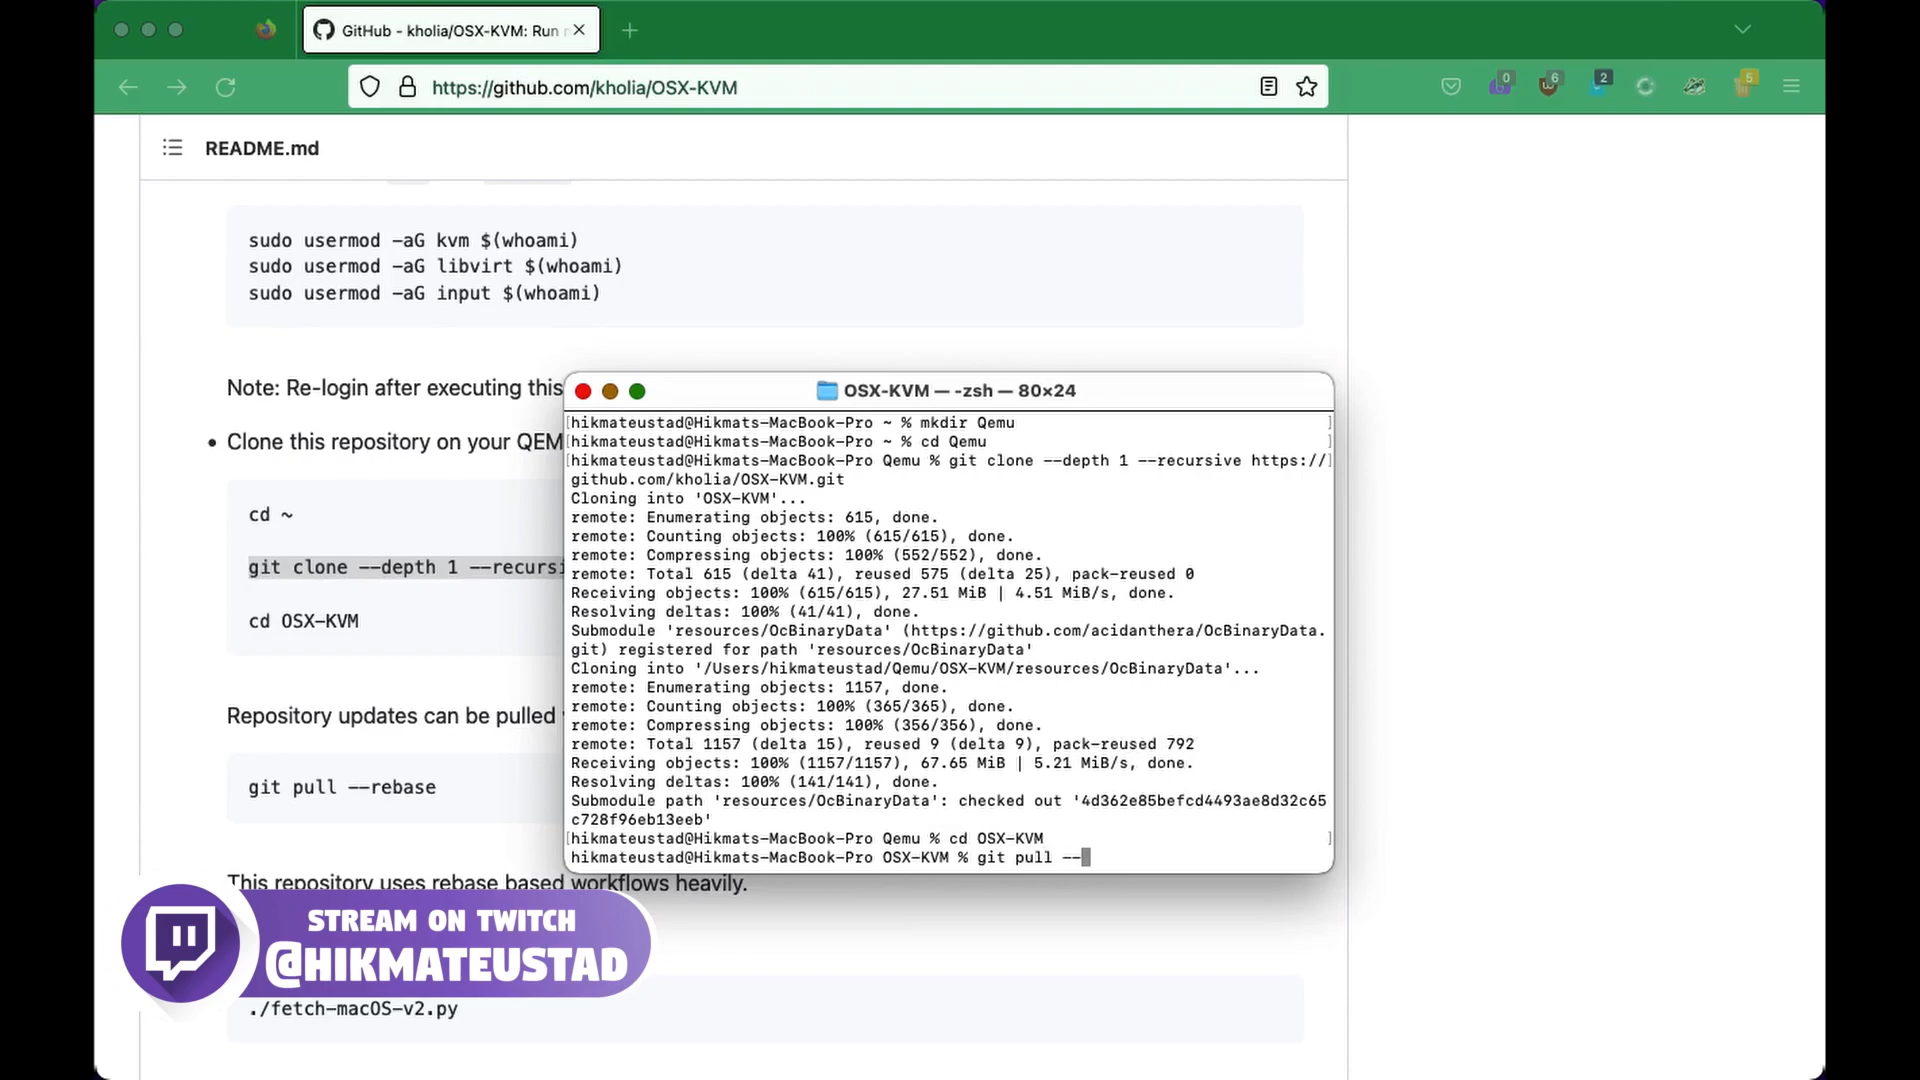 GitHub - kholia/OSX-KVM: Run
https://github.com/kholia/OSX-KVM
0
6
2
5
README.md
sudo usermod -aG kvm $(whoami)
sudo usermod -aG libvirt $(whoami)
sudo usermod -aG input $(whoami)
Note: Re-login after executing this
Clone this repository on your QEM
cd ~
git clone --depth 1 --recursi
cd OSX-KVM
Repository updates can be pulled
git pull --rebase
This repository uses rebase based workflows heavily.
./fetch-macOS-v2.py
OSX-KVM — -zsh — 80×24
hikmateustad@Hikmats-MacBook-Pro ~ % mkdir Qemu
hikmateustad@Hikmats-MacBook-Pro ~ % cd Qemu
hikmateustad@Hikmats-MacBook-Pro Qemu % git clone --depth 1 --recursive https://
github.com/kholia/OSX-KVM.git
Cloning into 'OSX-KVM'...
remote: Enumerating objects: 615, done.
remote: Counting objects: 100% (615/615), done.
remote: Compressing objects: 100% (552/552), done.
remote: Total 615 (delta 41), reused 575 (delta 25), pack-reused 0
Receiving objects: 100% (615/615), 27.51 MiB | 4.51 MiB/s, done.
Resolving deltas: 100% (41/41), done.
Submodule 'resources/OcBinaryData' (https://github.com/acidanthera/OcBinaryData.
git) registered for path 'resources/OcBinaryData'
Cloning into '/Users/hikmateustad/Qemu/OSX-KVM/resources/OcBinaryData'...
remote: Enumerating objects: 1157, done.
remote: Counting objects: 100% (365/365), done.
remote: Compressing objects: 100% (356/356), done.
remote: Total 1157 (delta 15), reused 9 (delta 9), pack-reused 792
Receiving objects: 100% (1157/1157), 67.65 MiB | 5.21 MiB/s, done.
Resolving deltas: 100% (141/141), done.
Submodule path 'resources/OcBinaryData': checked out '4d362e85befcd4493ae8d32c65
c728f96eb13eeb'
hikmateustad@Hikmats-MacBook-Pro Qemu % cd OSX-KVM
hikmateustad@Hikmats-MacBook-Pro OSX-KVM % git pull --
STREAM ON TWITCH
@HIKMATEUSTAD